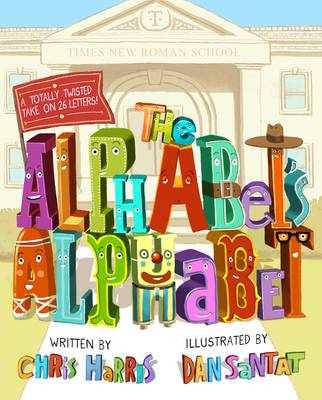 T
TIMES NEW ROMAN SCHOOL
A TOTALLY TWISTED
TAKE ON 26 LETTERS!
The
ALPHABeT'S
ALPHaBeT
WRITTEN BY
CHRiS HaRRiS
ILLUSTRATED BY
DaN SaNTaT